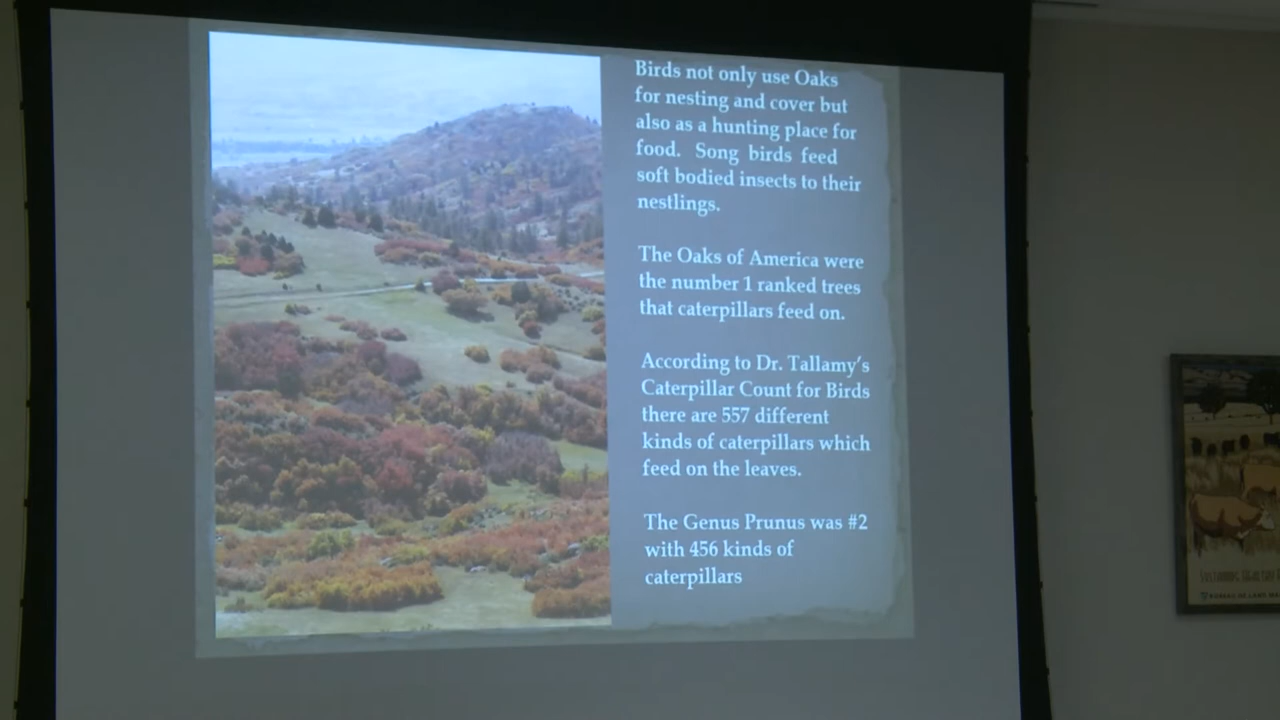 Birds not only use Oaks
for nesting and cover but
also as a hunting place for
food. Song birds feed
soft bodied insects to their
nestlings.
The Oaks of America were
the number 1 ranked trees
that caterpillars feed on.
According to Dr. Tallamy's
Caterpillar Count for Birds
there are 557 different
kinds of caterpillars which
feed on the leaves.
The Genus Prunus was #2
with 456 kinds of
caterpillars
BUREAU OF LAND